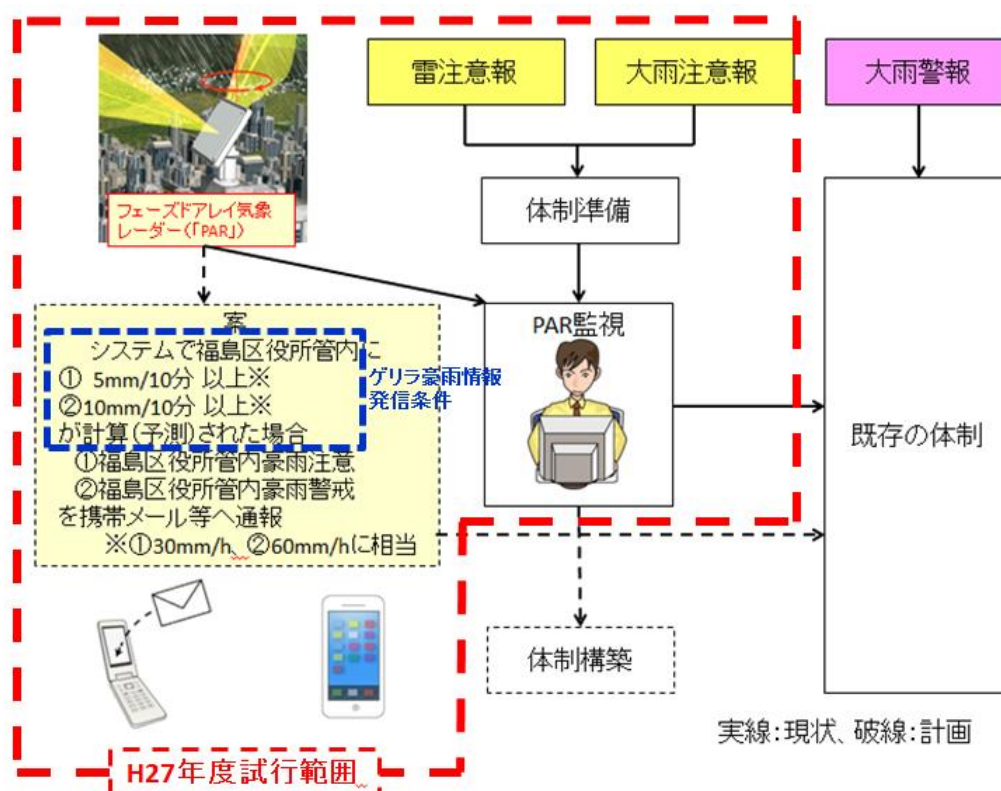 雷注意報
大雨注意報
大雨警報
フェーズドアレイ気象
レーダー(「PAR」)
体制準備
案
システムで福島区役所管内に
① 5mm/10分 以上※
②10mm/10分 以上※
が計算(予測)された場合
①福島区役所管内豪雨注意
②福島区役所管内豪雨警戒
を携帯メール等へ通報
※①30mm/h、②60mm/hに相当
ゲリラ豪雨情報
発信条件
PAR監視
既存の体制
体制構築
実線:現状、破線:計画
H27年度試行範囲